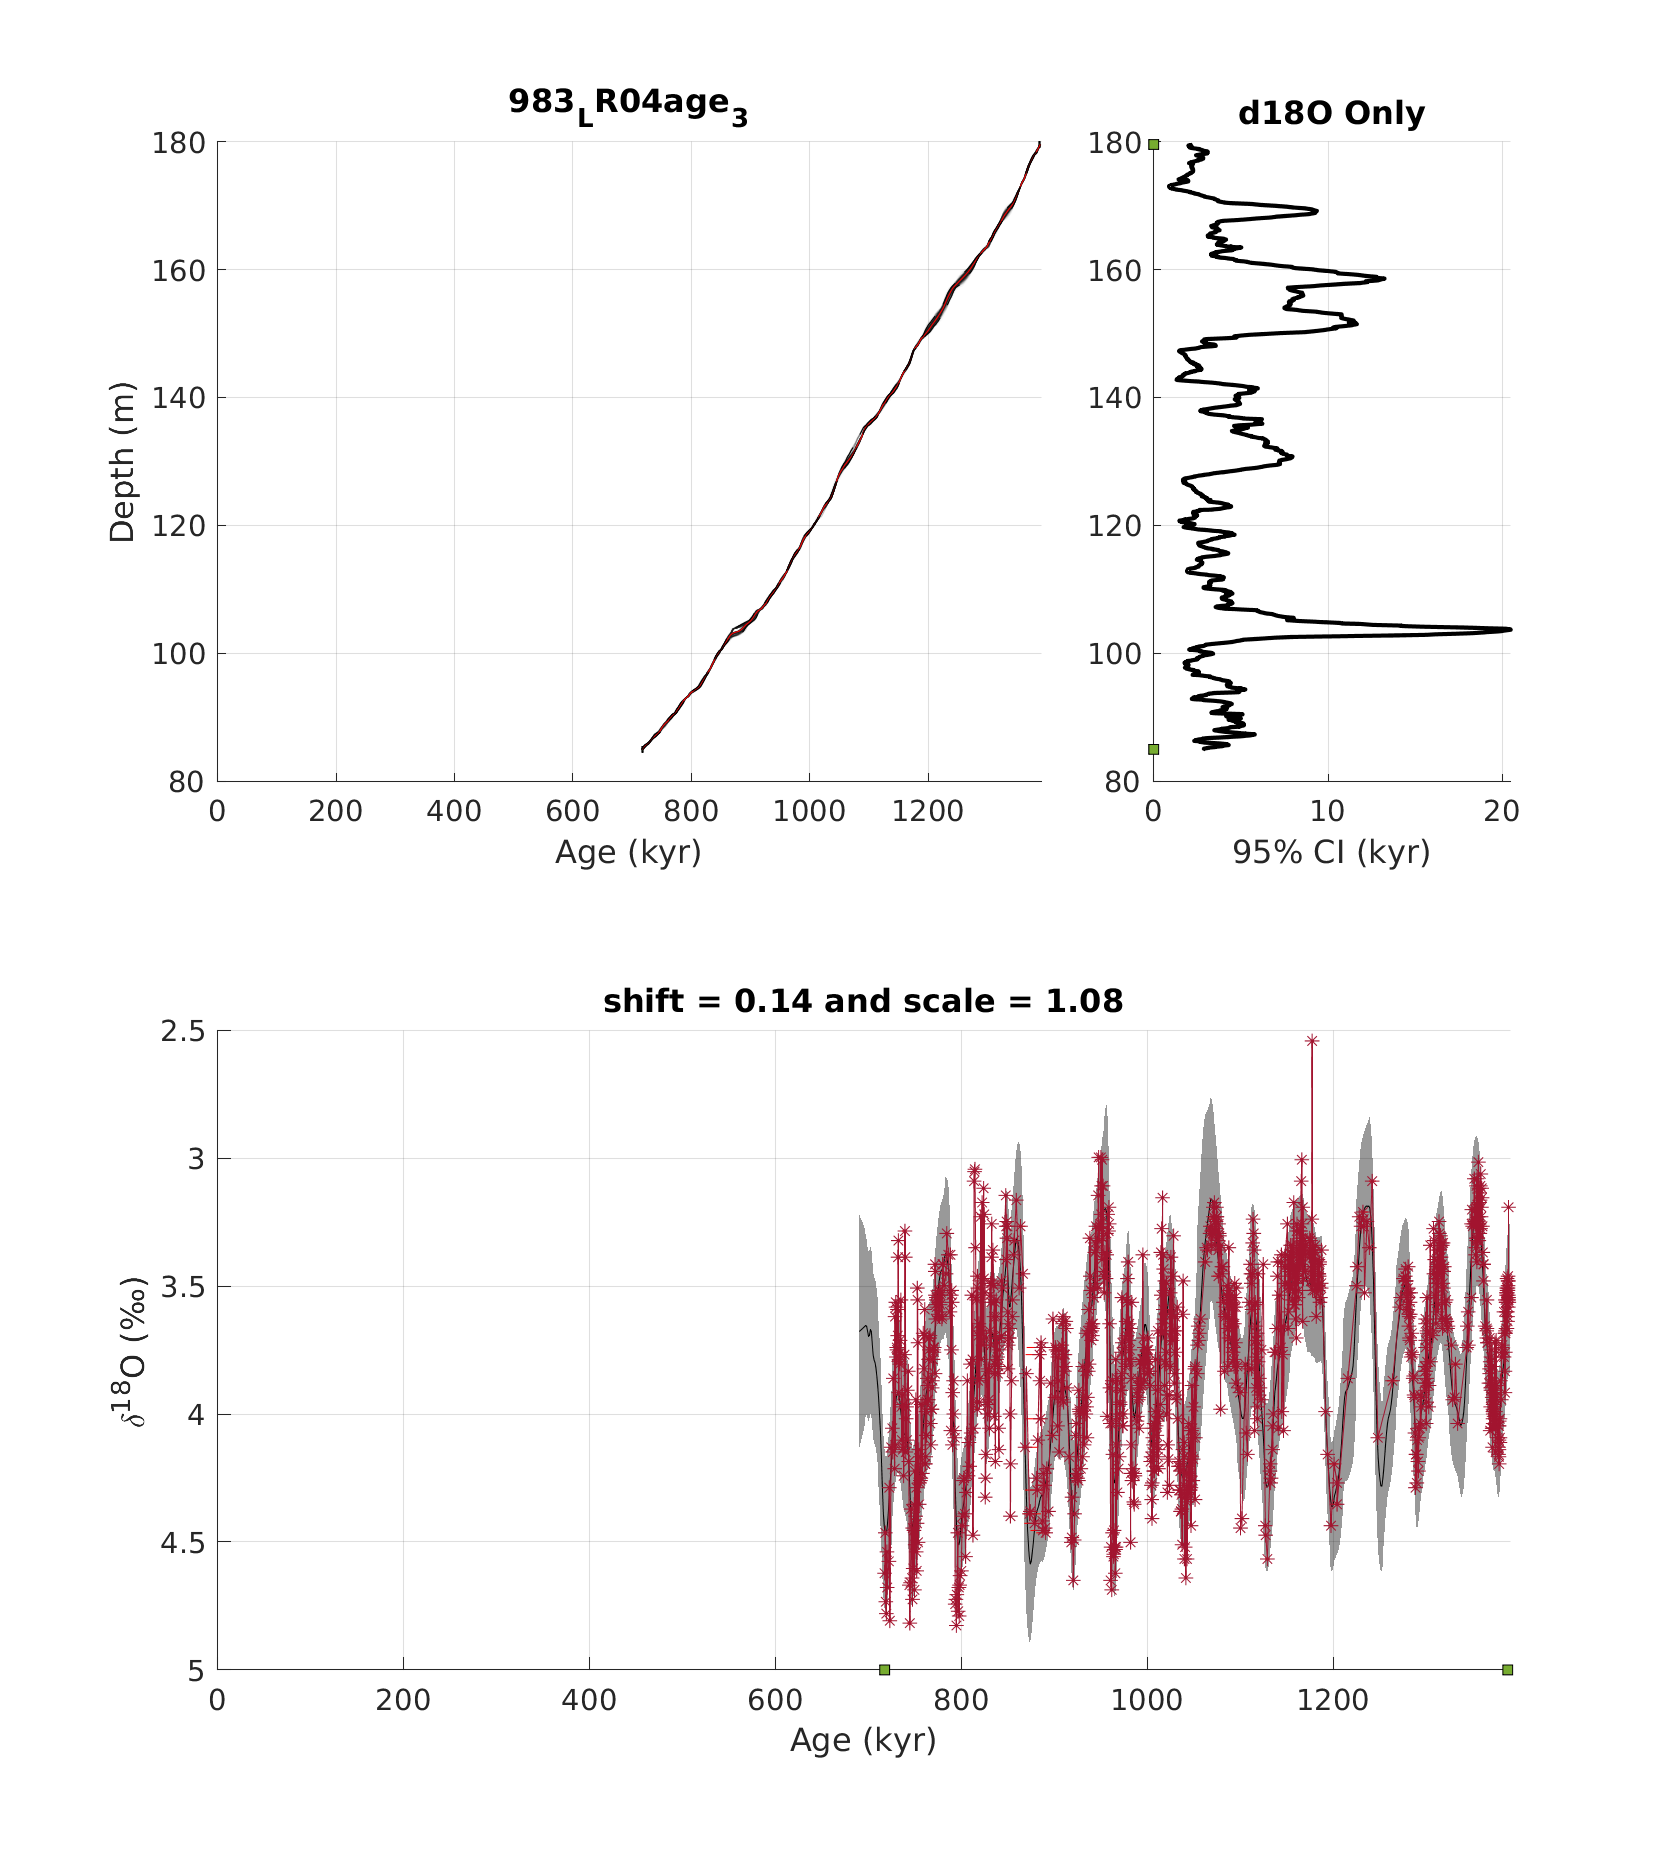 983_LR04age_3
180
160
140
120
100
80
Depth (m)
0 200 400 600 800 1000 1200
Age (kyr)
d18O Only
180
160
140
120
100
80
0 10 20
95% CI (kyr)
shift = 0.14 and scale = 1.08
2.5
3
3.5
4
4.5
5
δ¹⁸O (‰)
0 200 400 600 800 1000 1200
Age (kyr)